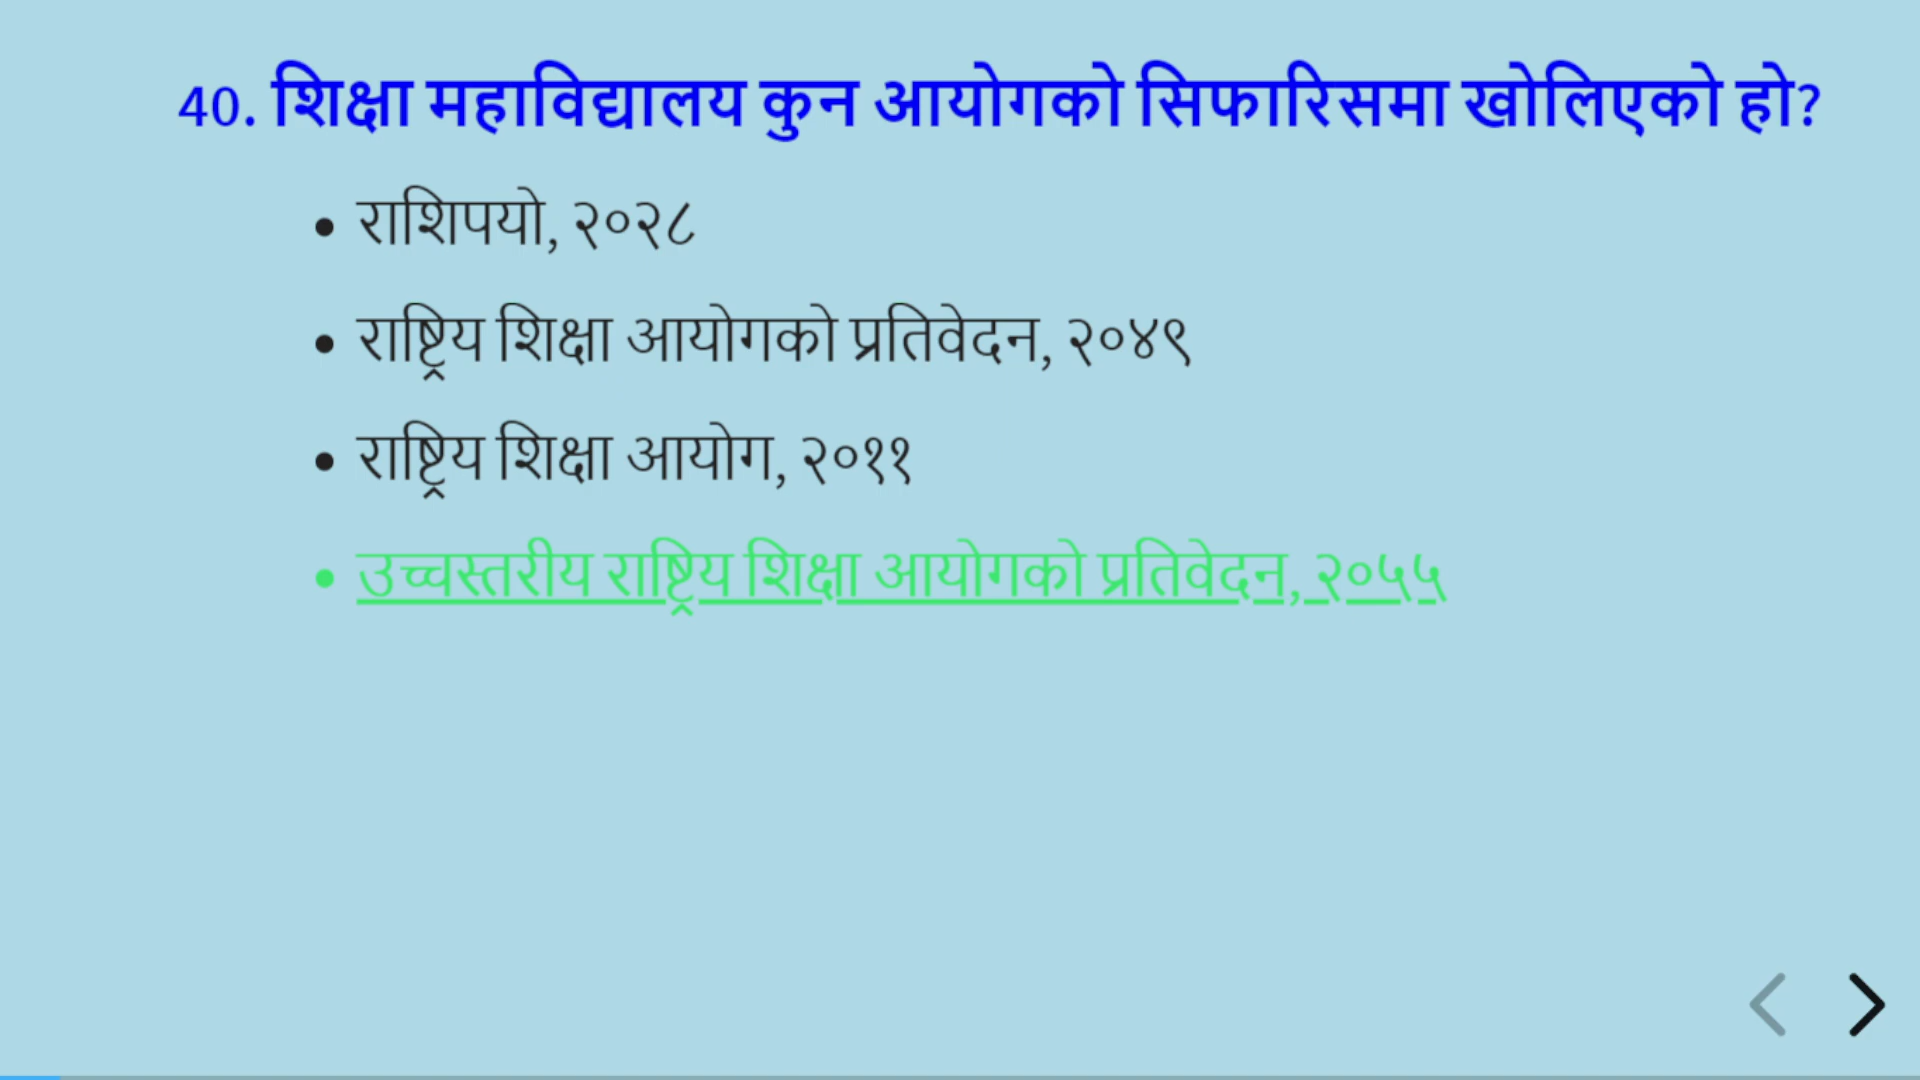 40. शिक्षा महाविद्यालय कुन आयोगको सिफारिसमा खोलिएको हो?
• राशिपयो, २०२८
• राष्ट्रिय शिक्षा आयोगको प्रतिवेदन, २०४९
• राष्ट्रिय शिक्षा आयोग, २०११
• उच्चस्तरीय राष्ट्रिय शिक्षा आयोगको प्रतिवेदन, २०५५